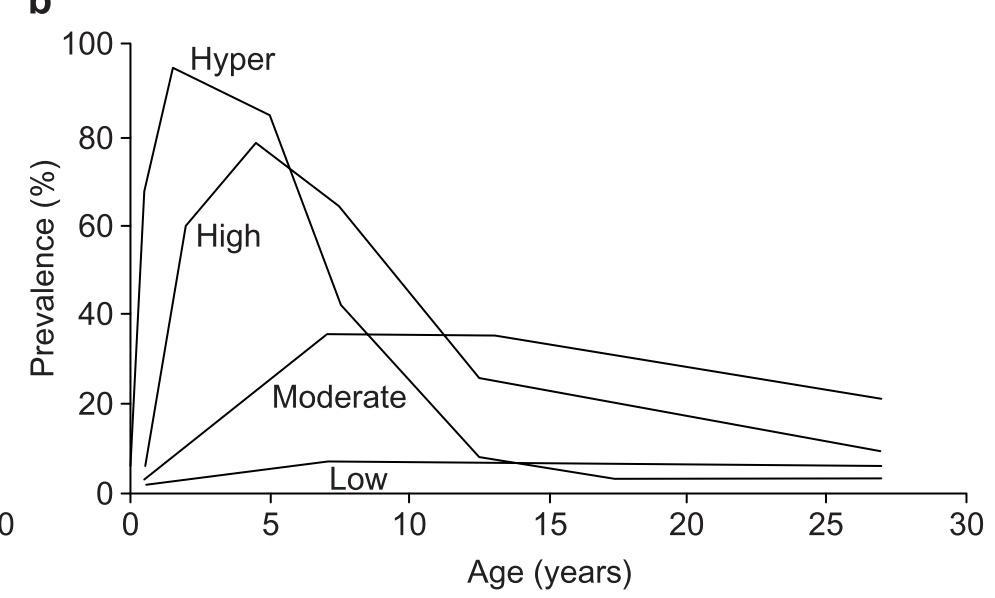 b
100
80
60
40
20
0
Prevalence (%)
Hyper
High
Moderate
Low
0
0 5 10 15 20 25 30
Age (years)